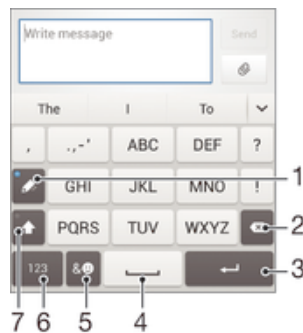 Write message
Send
The I To
, .,-' ABC DEF ?
GHI JKL MNO ! 1
PQRS TUV WXYZ 2
123 &☻ 3
7 6 5 4